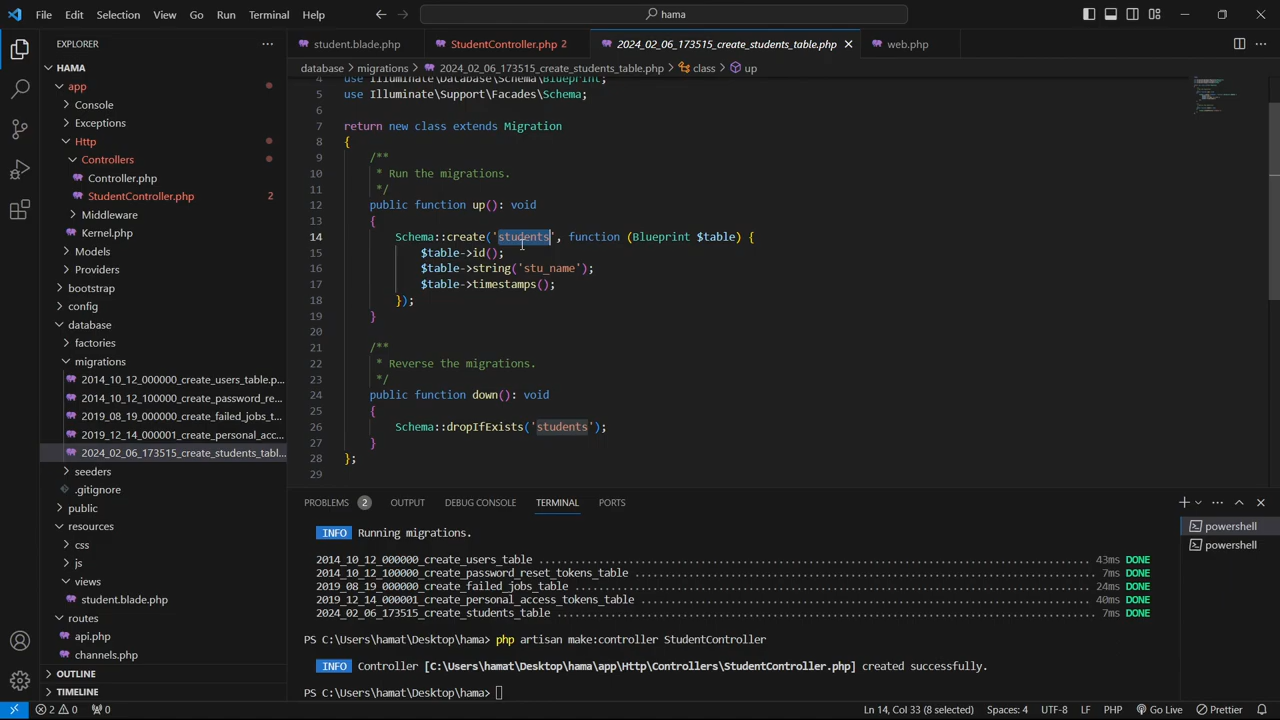 File Edit Selection View Go Run Terminal Help
hama
EXPLORER
HAMA
app
Console
Exceptions
Http
Controllers
Controller.php
StudentController.php 2
Middleware
Kernel.php
Models
Providers
bootstrap
config
database
factories
migrations
2014_10_12_000000_create_users_table.p...
2014_10_12_100000_create_password_re...
2019_08_19_000000_create_failed_jobs_t...
2019_12_14_000001_create_personal_acc...
2024_02_06_173515_create_students_tabl...
seeders
.gitignore
public
resources
css
js
views
student.blade.php
routes
api.php
channels.php
OUTLINE
TIMELINE
student.blade.php StudentController.php 2 2024_02_06_173515_create_students_table.php web.php
database migrations 2024_02_06_173515_create_students_table.php class up
4 use Illuminate\Database\Schema\Blueprint;
5 use Illuminate\Support\Facades\Schema;
6
7 return new class extends Migration
8 {
9 /**
10 * Run the migrations.
11 */
12 public function up(): void
13 {
14 Schema::create('students', function (Blueprint $table) {
15 $table->id();
16 $table->string('stu_name');
17 $table->timestamps();
18 });
19 }
20
21 /**
22 * Reverse the migrations.
23 */
24 public function down(): void
25 {
26 Schema::dropIfExists('students');
27 }
28 };
29
PROBLEMS 2 OUTPUT DEBUG CONSOLE TERMINAL PORTS
INFO Running migrations.
2014_10_12_000000_create_users_table 43ms DONE
2014_10_12_100000_create_password_reset_tokens_table 7ms DONE
2019_08_19_000000_create_failed_jobs_table 24ms DONE
2019_12_14_000001_create_personal_access_tokens_table 40ms DONE
2024_02_06_173515_create_students_table 7ms DONE
PS C:\Users\hamat\Desktop\hama> php artisan make:controller StudentController
INFO Controller [C:\Users\hamat\Desktop\hama\app\Http\Controllers\StudentController.php] created successfully.
PS C:\Users\hamat\Desktop\hama>
powershell
powershell
2 0 0 Ln 14, Col 33 (8 selected) Spaces: 4 UTF-8 LF PHP Go Live Prettier